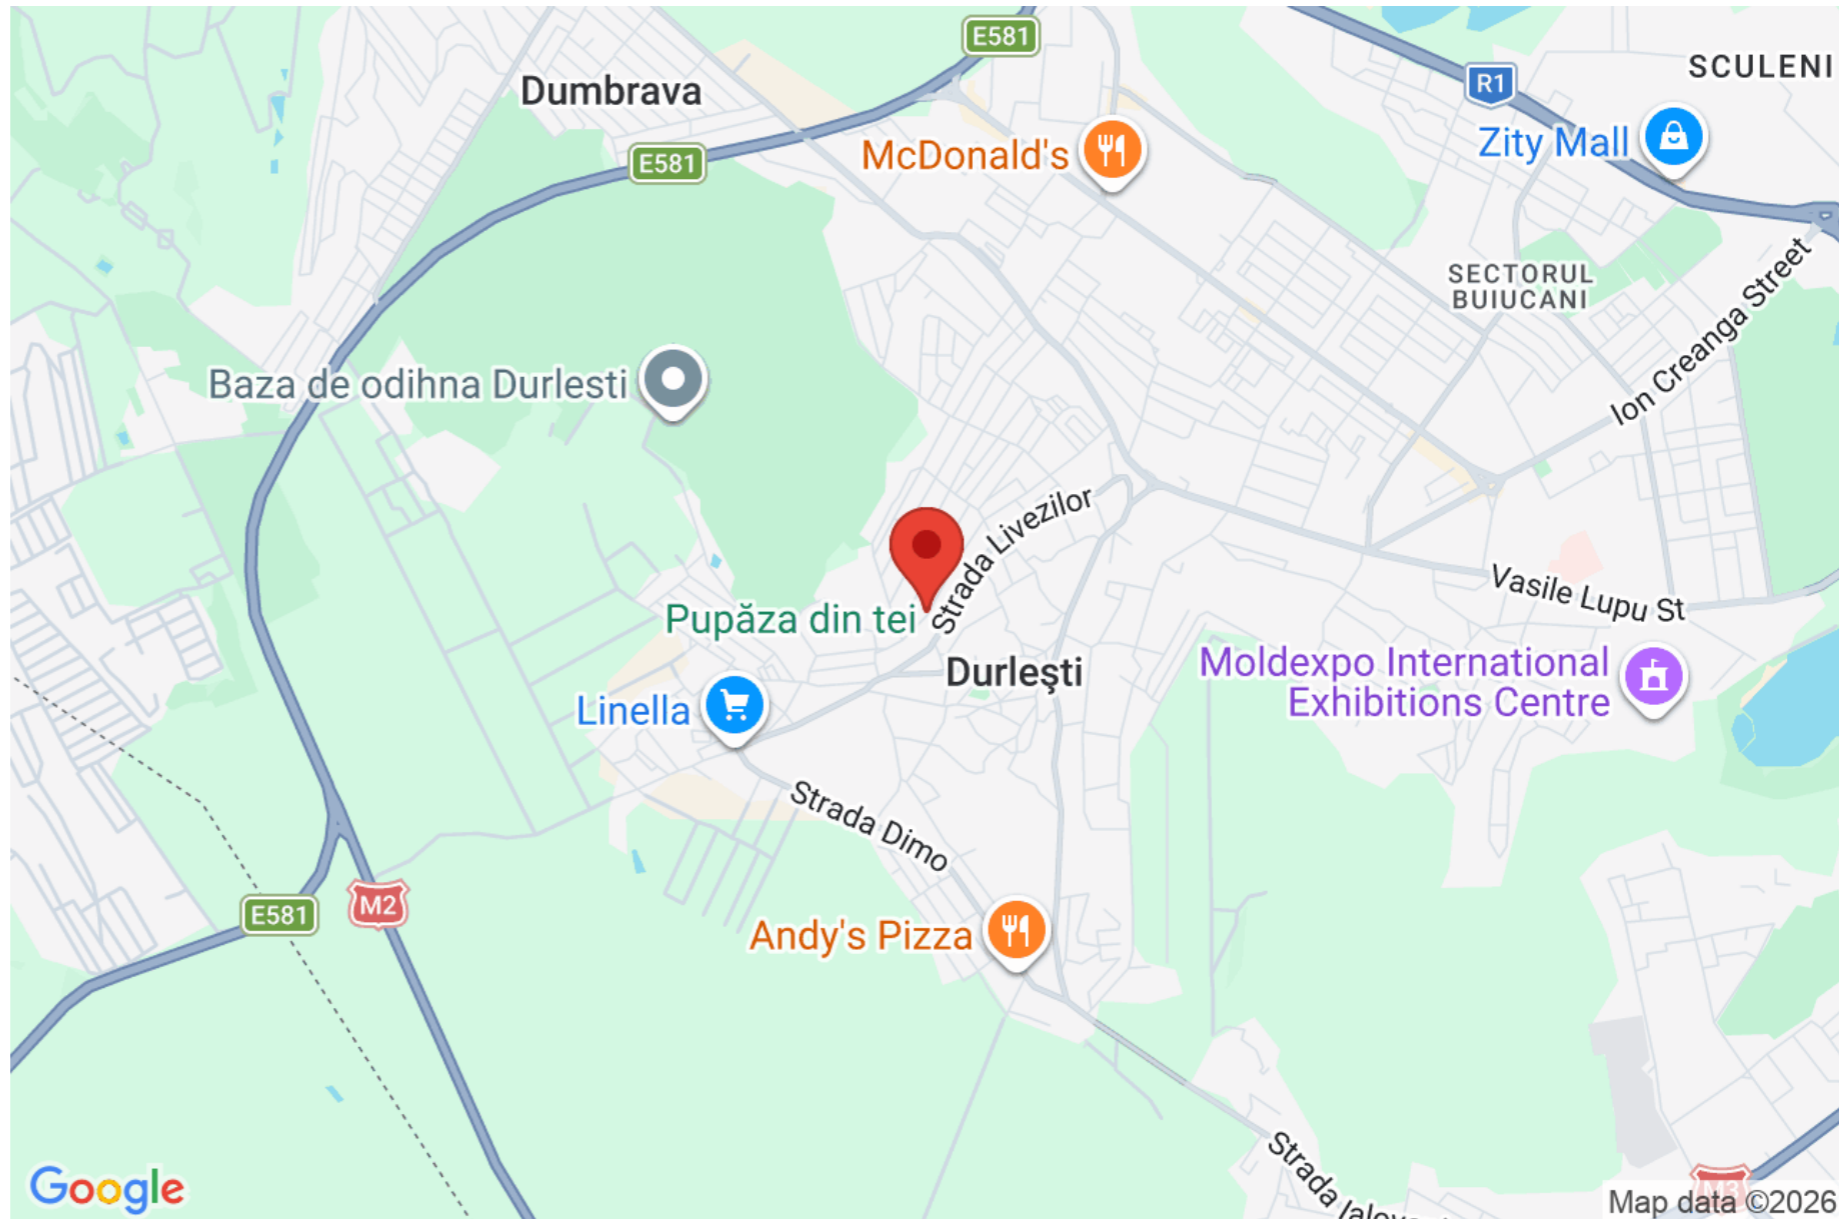 E581
Dumbrava
SCULENI
R1
McDonald's
Zity Mall
E581
SECTORUL
BUIUCANI
Ion Creanga Street
Baza de odihna Durlesti
Strada Livezilor
Vasile Lupu St
Pupăza din tei
Durleşti
Moldexpo International
Exhibitions Centre
Linella
Strada Dimo
M2
E581
Andy's Pizza
Strada
M3
Google
Map data ©2026